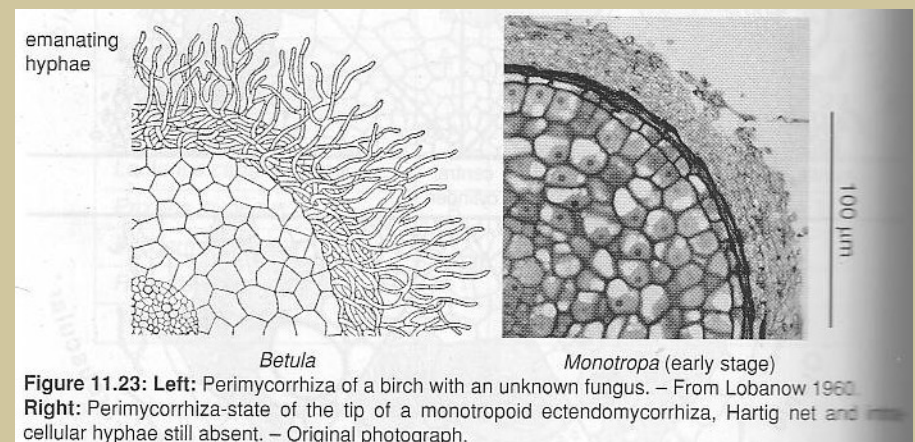 emanating
hyphae
100 µm
Betula
Monotropa (early stage)
Figure 11.23: Left: Perimycorrhiza of a birch with an unknown fungus. – From Lobanow 1960.
Right: Perimycorrhiza-state of the tip of a monotropoid ectendomycorrhiza, Hartig net and
cellular hyphae still absent. – Original photograph.